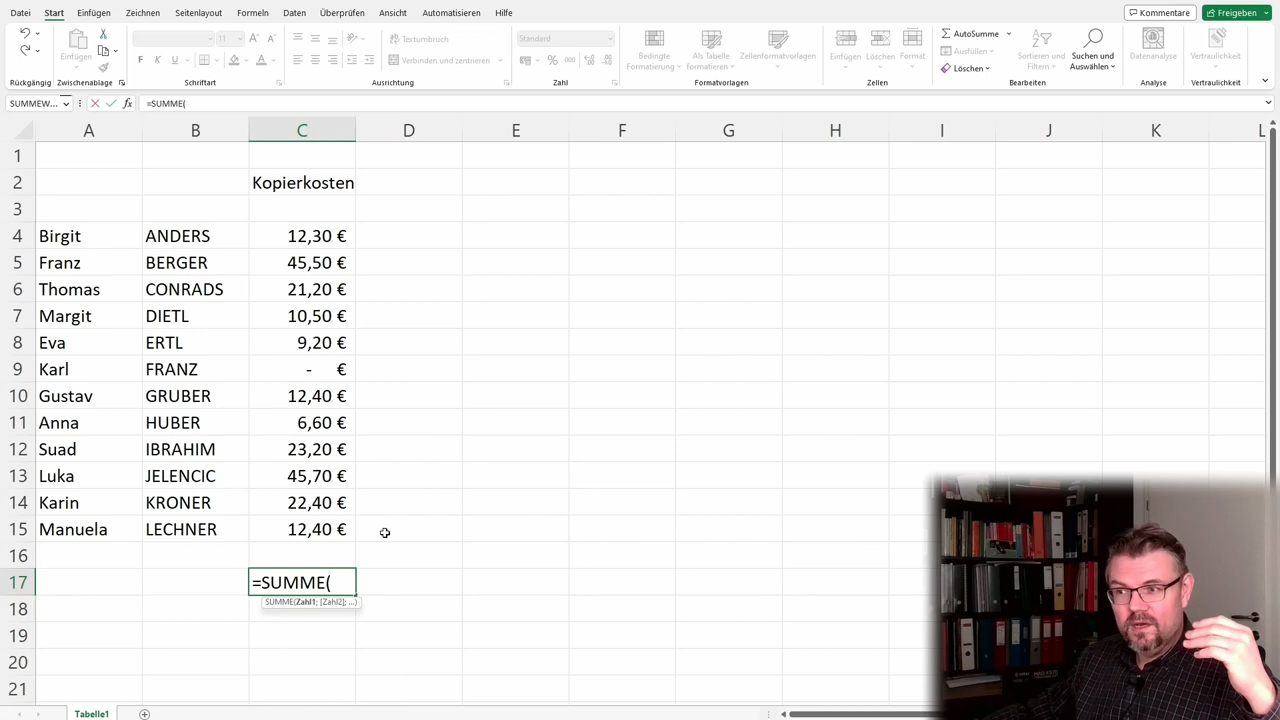 Datei Start Einfügen Zeichnen Seitenlayout Formeln Daten Überprüfen Ansicht Automatisieren Hilfe Kommentare Freigeben
11 Textumbruch Standard AutoSumme
Einfügen Verbinden und zentrieren Bedingte Formatierung Als Tabelle formatieren Zellenformatvorlagen Einfügen Löschen Format Ausfüllen Löschen Sortieren und Filtern Suchen und Auswählen Datenanalyse Vertraulichkeit
Rückgängig Zwischenablage Schriftart Ausrichtung Zahl Formatvorlagen Zellen Bearbeiten Analyse Vertraulichkeit
SUMMEW... fx =SUMME(
A B C D E F G H I J K L
1
2 Kopierkosten
3
4 Birgit ANDERS 12,30 €
5 Franz BERGER 45,50 €
6 Thomas CONRADS 21,20 €
7 Margit DIETL 10,50 €
8 Eva ERTL 9,20 €
9 Karl FRANZ - €
10 Gustav GRUBER 12,40 €
11 Anna HUBER 6,60 €
12 Suad IBRAHIM 23,20 €
13 Luka JELENCIC 45,70 €
14 Karin KRONER 22,40 €
15 Manuela LECHNER 12,40 €
16
17 =SUMME(
SUMME(Zahl1; [Zahl2]; ...)
18
19
20
21
Tabelle1